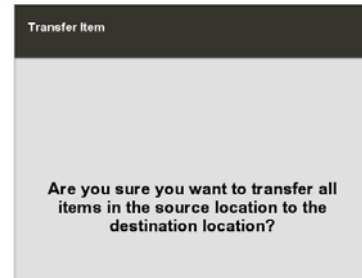 Transfer Item
Are you sure you want to transfer all
items in the source location to the
destination location?